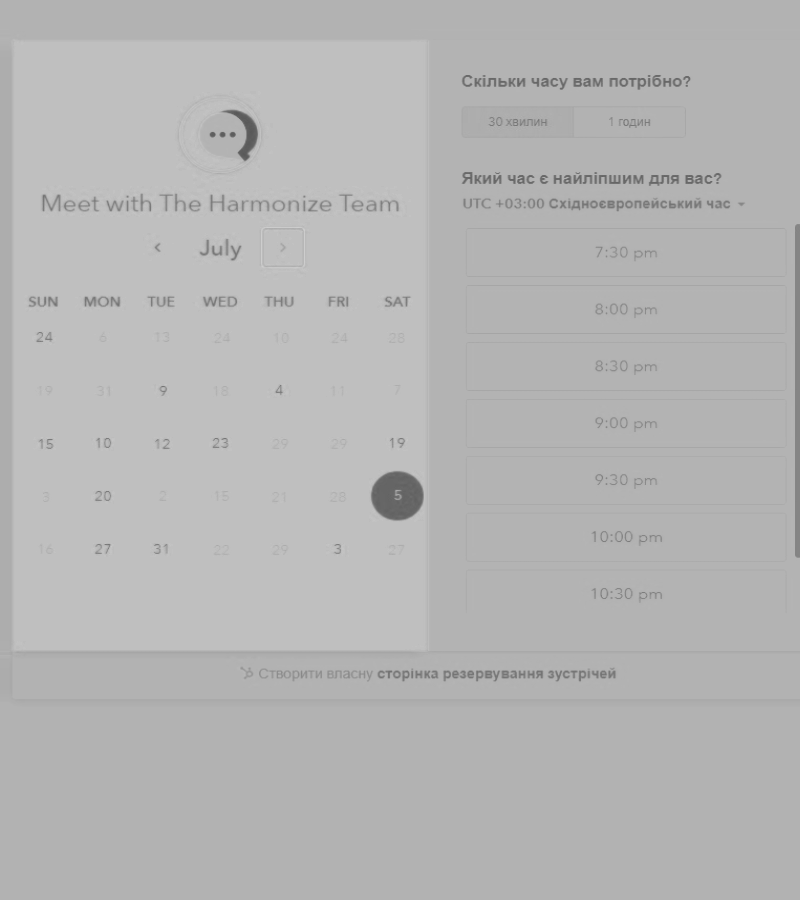 Meet with The Harmonize Team
July
SUN MON TUE WED THU FRI SAT
24 6 13 24 10 24 28
19 31 9 18 4 11 7
15 10 12 23 29 29 19
3 20 2 15 21 28 5
16 27 31 22 29 3 27
Скільки часу вам потрібно?
30 хвилин 1 годин
Який час є найліпшим для вас?
UTC +03:00 Східноєвропейський час
7:30 pm
8:00 pm
8:30 pm
9:00 pm
9:30 pm
10:00 pm
10:30 pm
Створити власну сторінка резервування зустрічей